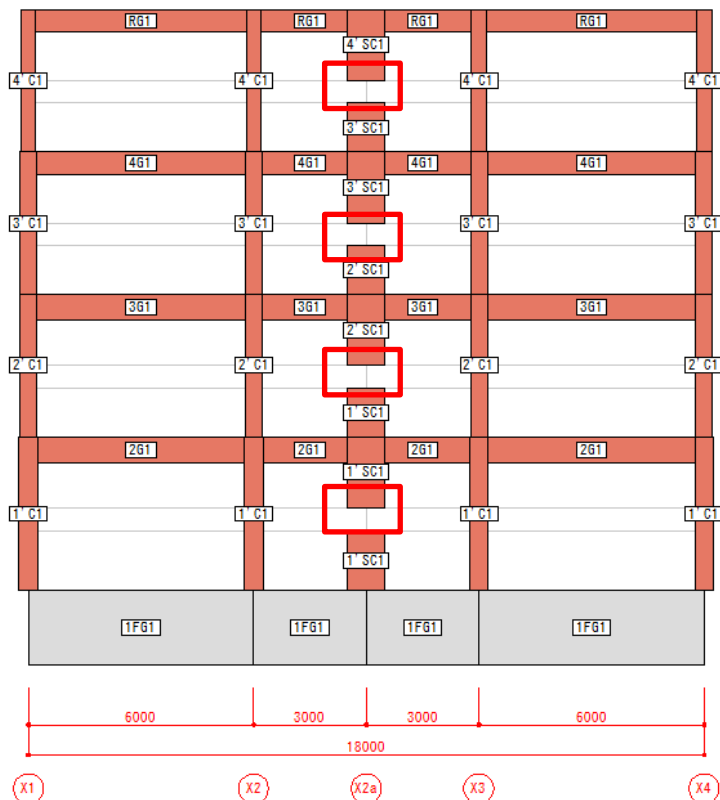 RG1 RG1 RG1 RG1
4' SC1
4' C1 4' C1 4' C1 4' C1
3' SC1
4G1 4G1 4G1 4G1
3' SC1
3' C1 3' C1 3' C1 3' C1
2' SC1
3G1 3G1 3G1 3G1
2' SC1
2' C1 2' C1 2' C1 2' C1
1' SC1
2G1 2G1 2G1 2G1
1' SC1
1' C1 1' C1 1' C1 1' C1
1' SC1
1FG1 1FG1 1FG1 1FG1
6000 3000 3000 6000
18000
X1 X2 X2a X3 X4